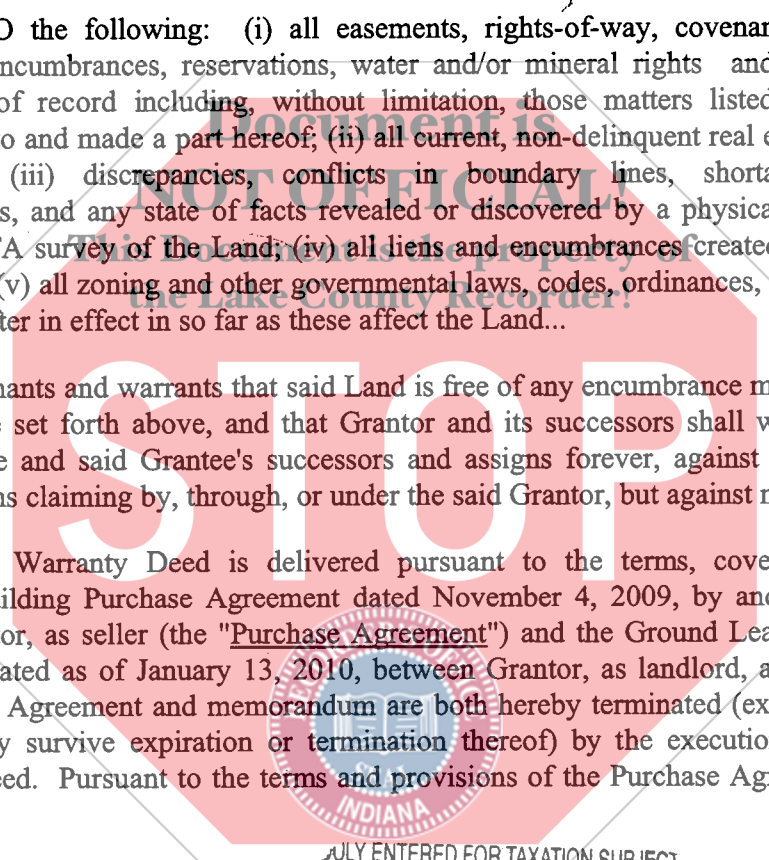 O the following: (i) all easements, rights-of-way, covenan
ncumbrances, reservations, water and/or mineral rights and
of record including, without limitation, those matters listed
Document is
o and made a part hereof; (ii) all current, non-delinquent real e
(iii) discrepancies, conflicts in boundary lines, shorta
NOT OFFICIAL!
s, and any state of facts revealed or discovered by a physica
TA survey of the Land; (iv) all liens and encumbrances created
This Document is the property of
(v) all zoning and other governmental laws, codes, ordinances,
the Lake County Recorder!
ter in effect in so far as these affect the Land...
STOP
nants and warrants that said Land is free of any encumbrance m
set forth above, and that Grantor and its successors shall w
e and said Grantee's successors and assigns forever, against
ns claiming by, through, or under the said Grantor, but against n
Warranty Deed is delivered pursuant to the terms, cove
ilding Purchase Agreement dated November 4, 2009, by and
or, as seller (the "Purchase Agreement") and the Ground Lea
ated as of January 13, 2010, between Grantor, as landlord, a
Agreement and memorandum are both hereby terminated (ex
y survive expiration or termination thereof) by the executio
eed. Pursuant to the terms and provisions of the Purchase Agr
SEAL
INDIANA
DULY ENTERED FOR TAXATION SUBJECT